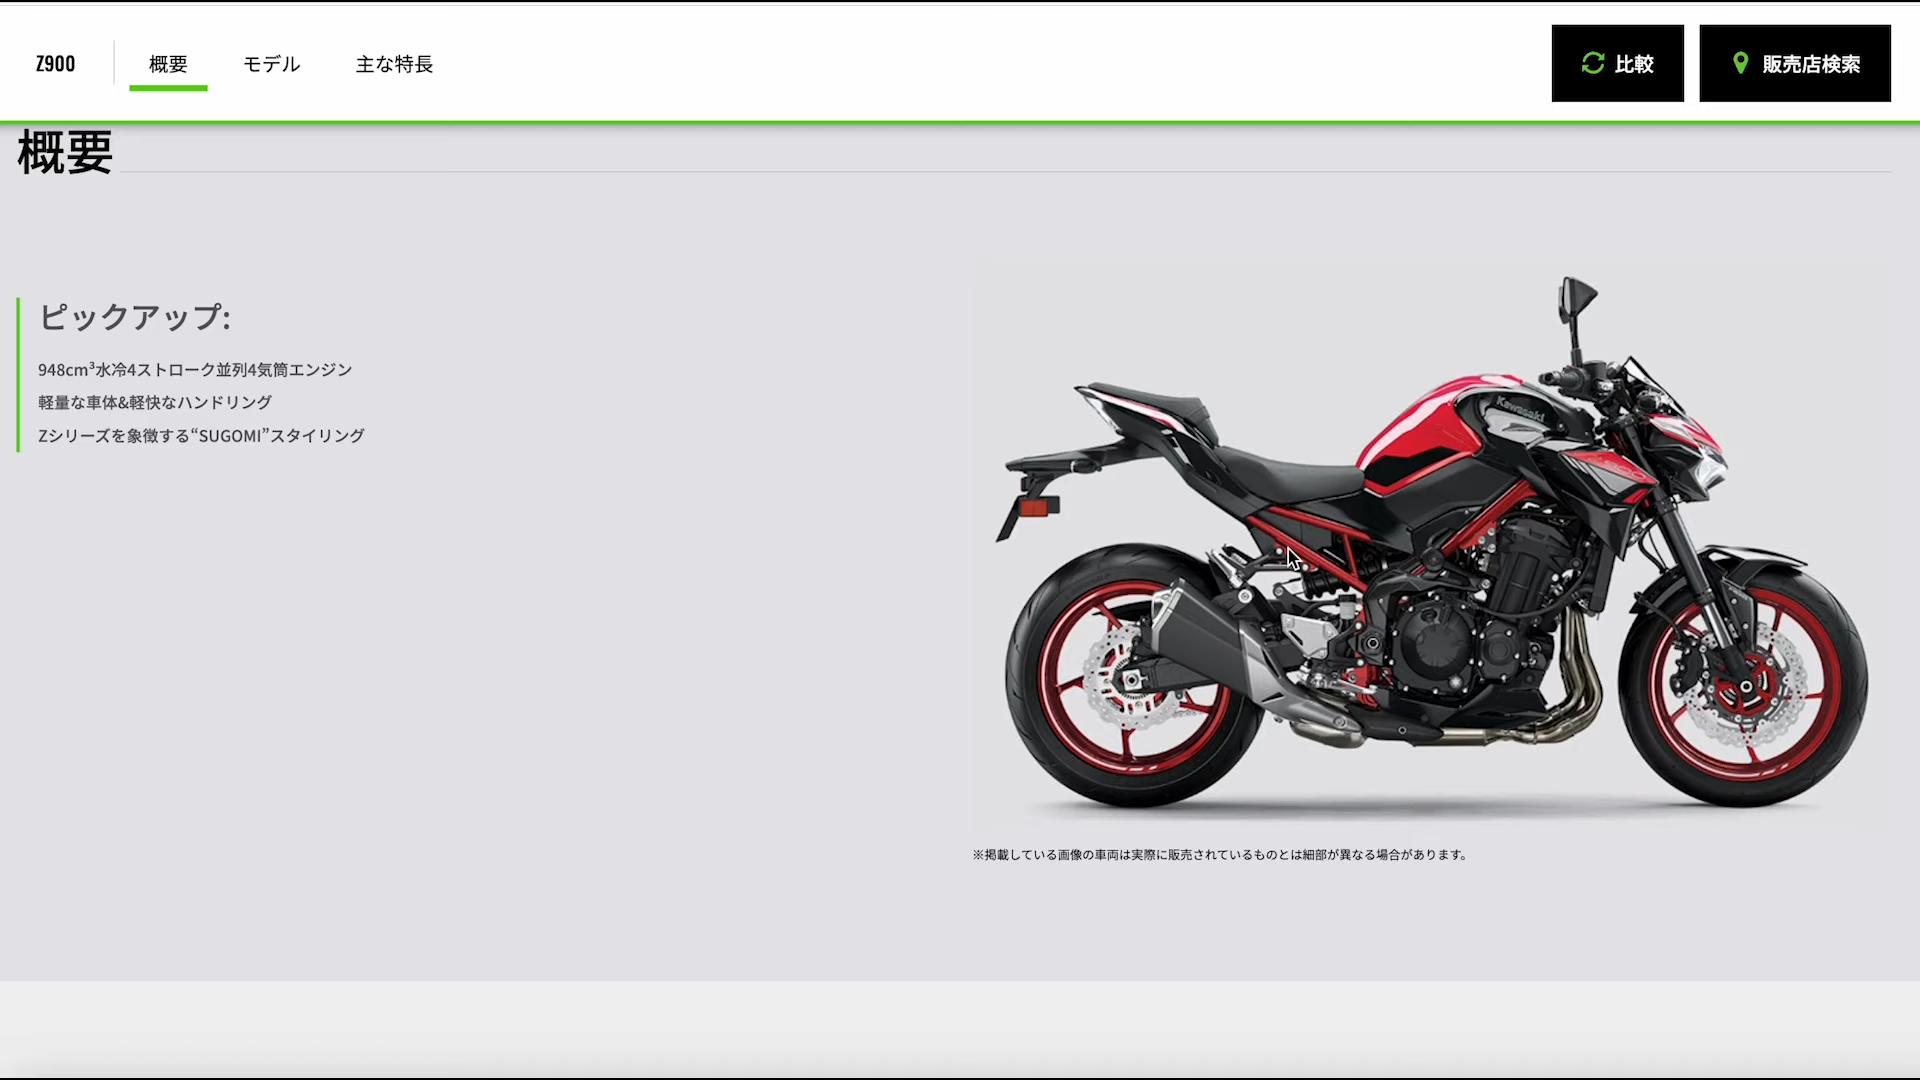 Z900
概要
モデル
主な特長
比較
販売店検索
概要
ピックアップ:
948cm³水冷4ストローク並列4気筒エンジン
軽量な車体&軽快なハンドリング
Zシリーズを象徴する“SUGOMI”スタイリング
Kawasaki
※掲載している画像の車両は実際に販売されているものとは細部が異なる場合があります。